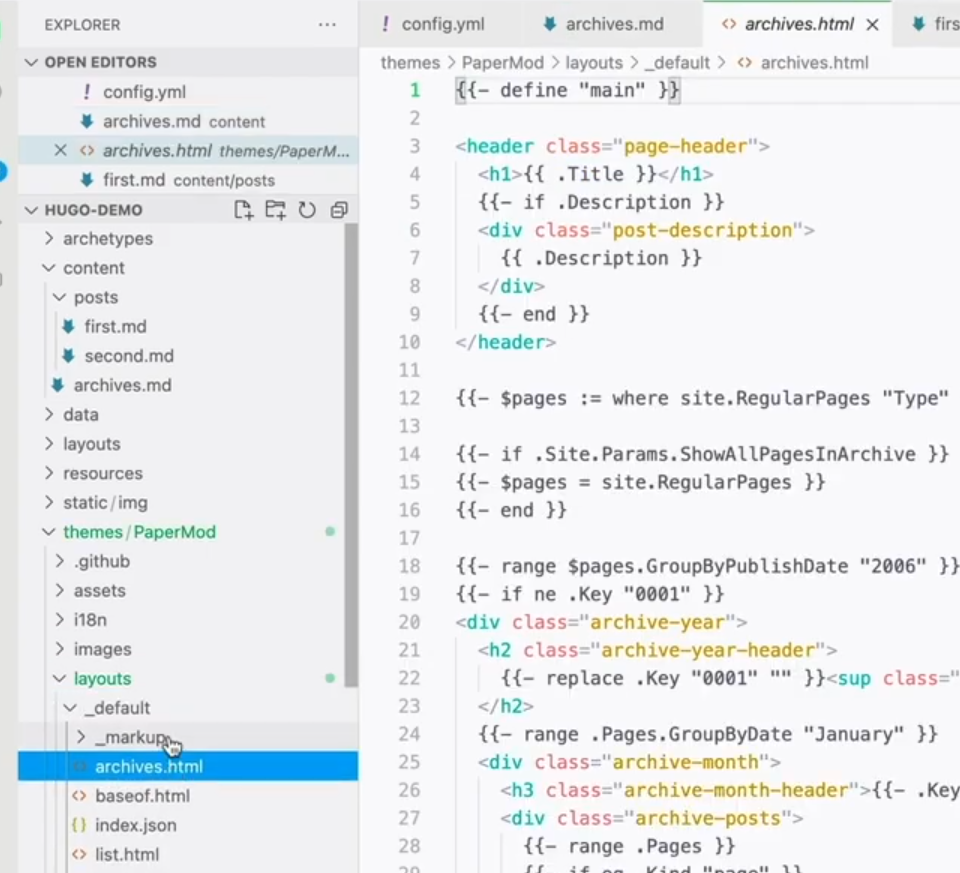 EXPLORER
OPEN EDITORS
! config.yml
archives.md content
archives.html themes/PaperM...
first.md content/posts
HUGO-DEMO
archetypes
content
posts
first.md
second.md
archives.md
data
layouts
resources
static/img
themes/PaperMod
.github
assets
i18n
images
layouts
_default
_markup
archives.html
baseof.html
index.json
list.html
! config.yml archives.md <> archives.html firs
themes > PaperMod > layouts > _default > <> archives.html
1 {{- define "main" }}
2
3 <header class="page-header">
4 <h1>{{ .Title }}</h1>
5 {{- if .Description }}
6 <div class="post-description">
7 {{ .Description }}
8 </div>
9 {{- end }}
10 </header>
11
12 {{- $pages := where site.RegularPages "Type"
13
14 {{- if .Site.Params.ShowAllPagesInArchive }}
15 {{- $pages = site.RegularPages }}
16 {{- end }}
17
18 {{- range $pages.GroupByPublishDate "2006" }}
19 {{- if ne .Key "0001" }}
20 <div class="archive-year">
21 <h2 class="archive-year-header">
22 {{- replace .Key "0001" "" }}<sup class="
23 </h2>
24 {{- range .Pages.GroupByDate "January" }}
25 <div class="archive-month">
26 <h3 class="archive-month-header">{{- .Key
27 <div class="archive-posts">
28 {{- range .Pages }}
29 {{- if eq .Kind "page" }}